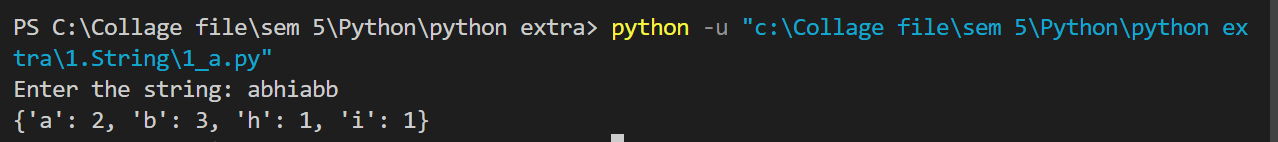 PS C:\Collage file\sem 5\Python\python extra> python -u "c:\Collage file\sem 5\Python\python ex
tra\1.String\1_a.py"
Enter the string: abhiabb
{'a': 2, 'b': 3, 'h': 1, 'i': 1}